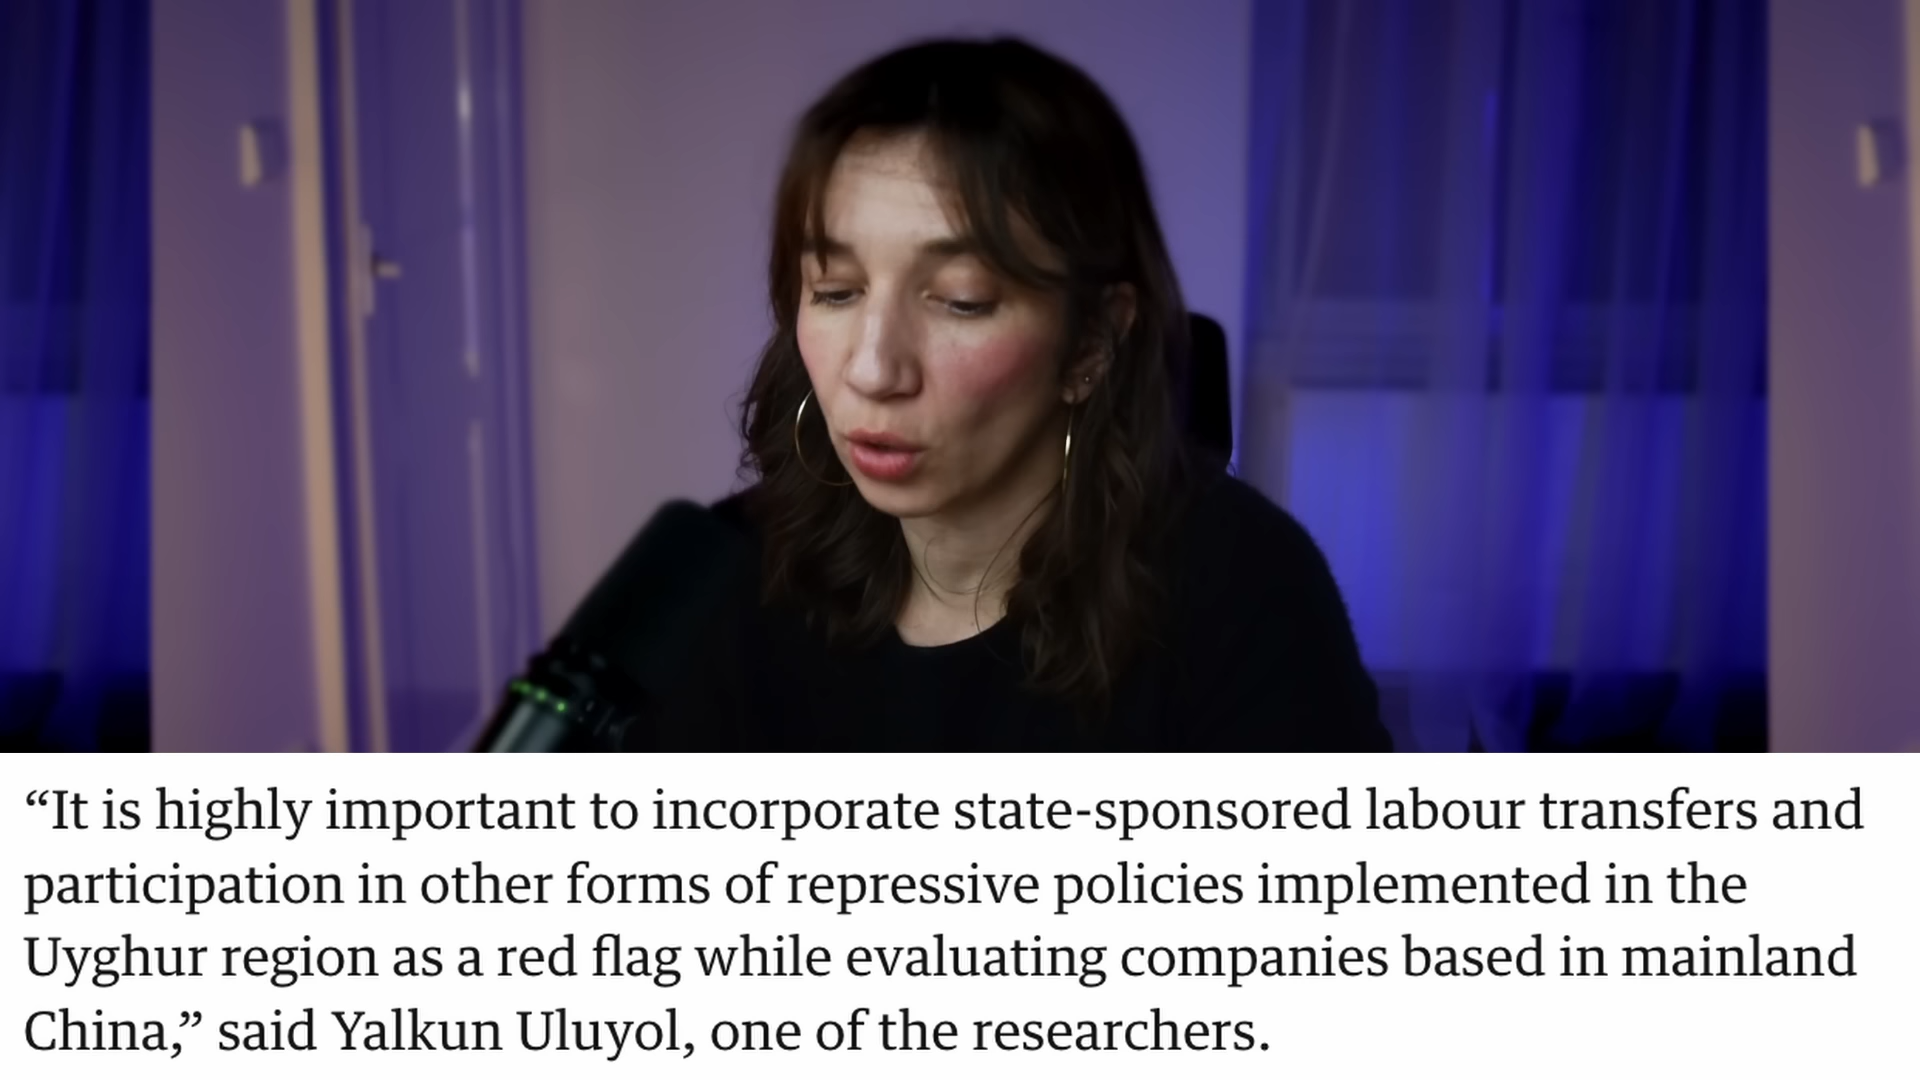 “It is highly important to incorporate state-sponsored labour transfers and
participation in other forms of repressive policies implemented in the
Uyghur region as a red flag while evaluating companies based in mainland
China,” said Yalkun Uluyol, one of the researchers.